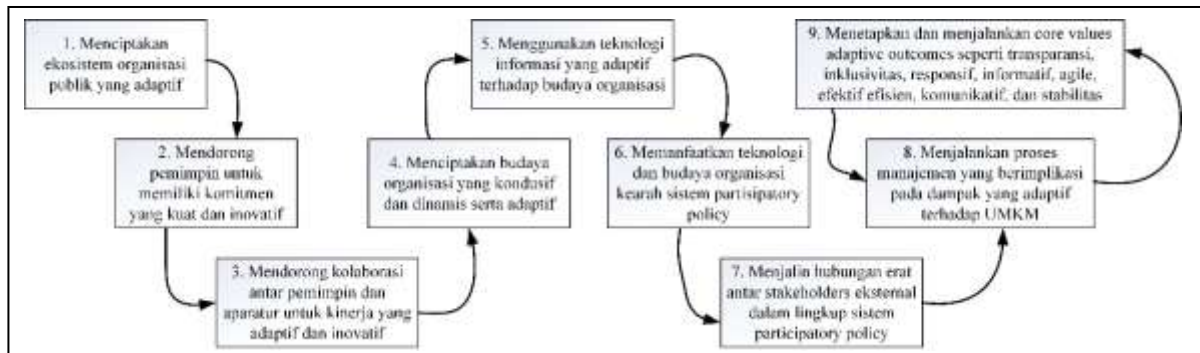 1. Menciptakan
ekosistem organisasi
publik yang adaptif
2. Mendorong
pemimpin untuk
memiliki komitmen
yang kuat dan inovatif
3. Mendorong kolaborasi
antar pemimpin dan
aparatur untuk kinerja yang
adaptif dan inovatif
4. Menciptakan budaya
organisasi yang kondusif
dan dinamis serta adaptif
5. Menggunakan teknologi
informasi yang adaptif
terhadap budaya organisasi
6. Memanfaatkan teknologi
dan budaya organisasi
kearah sistem partisipatory
policy
7. Menjalin hubungan erat
antar stakeholders eksternal
dalam lingkup sistem
participatory policy
8. Menjalankan proses
manajemen yang berimplikasi
pada dampak yang adaptif
terhadap UMKM
9. Menetapkan dan menjalankan core values
adaptive outcomes seperti transparansi,
inklusivitas, responsif, informatif, agile,
efektif efisien, komunikatif, dan stabilitas